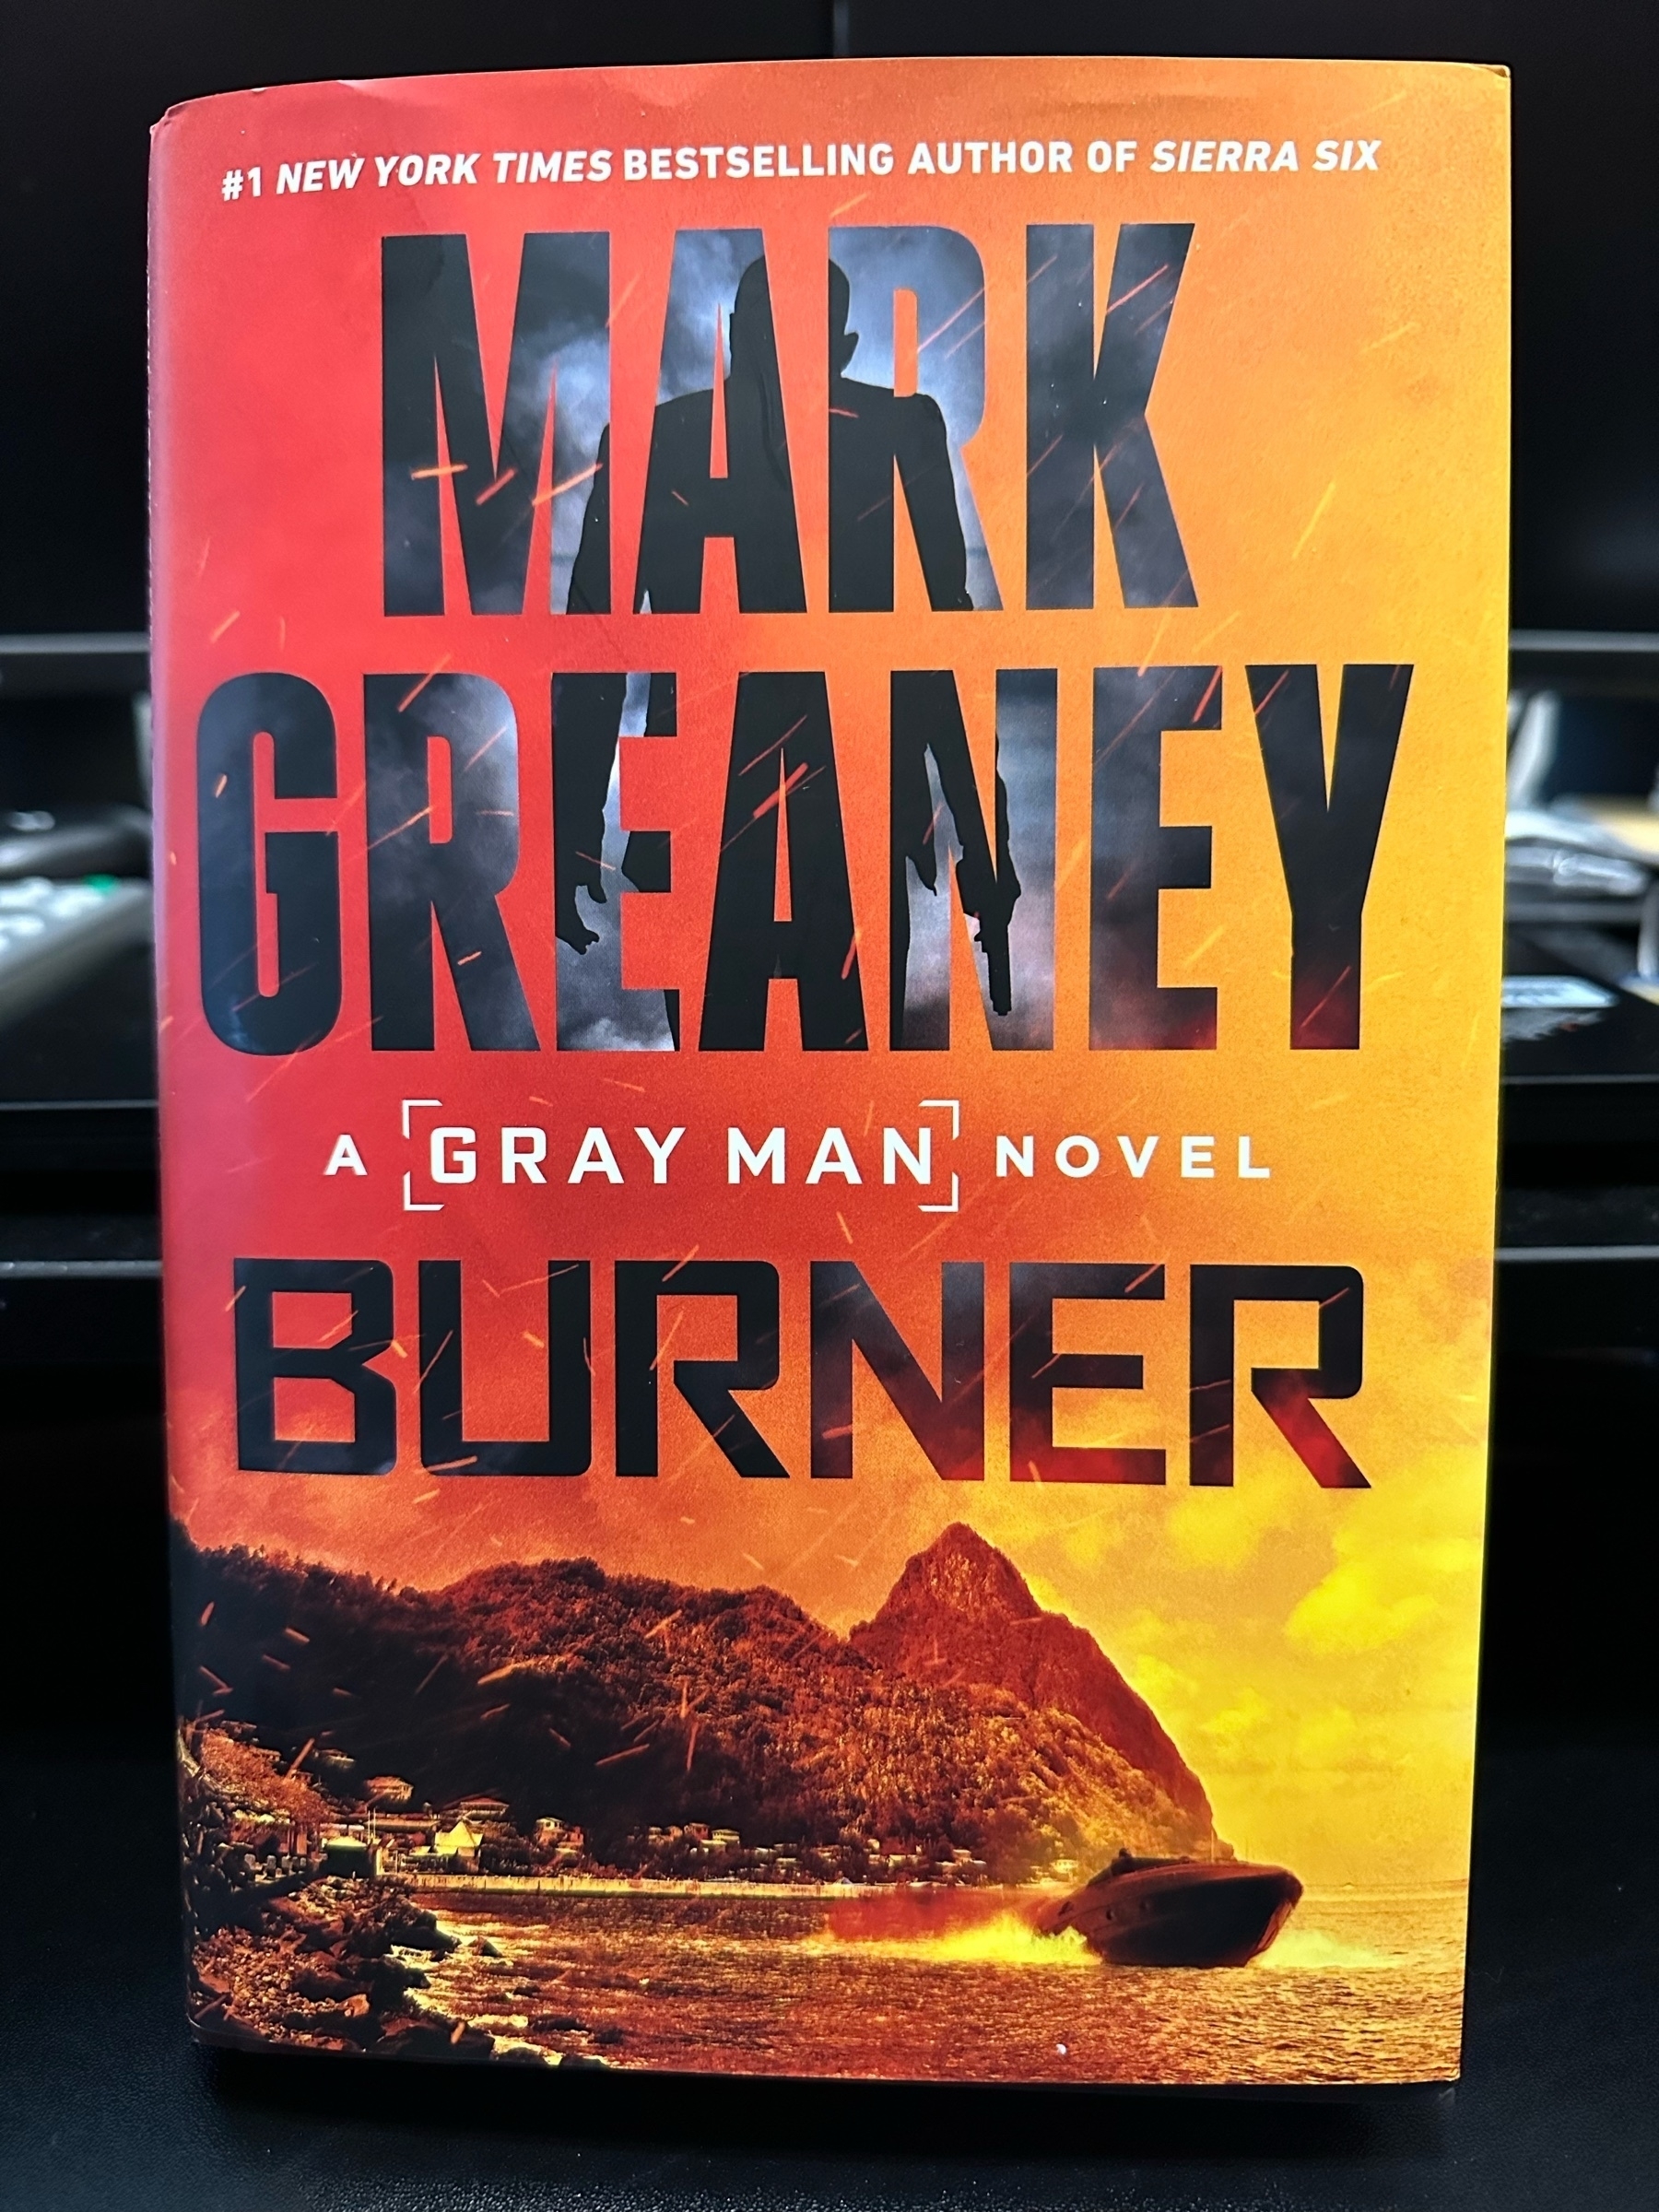 #1 NEW YORK TIMES BESTSELLING AUTHOR OF SIERRA SIX
MARK
GREANEY
A [GRAY MAN] NOVEL
BURNER